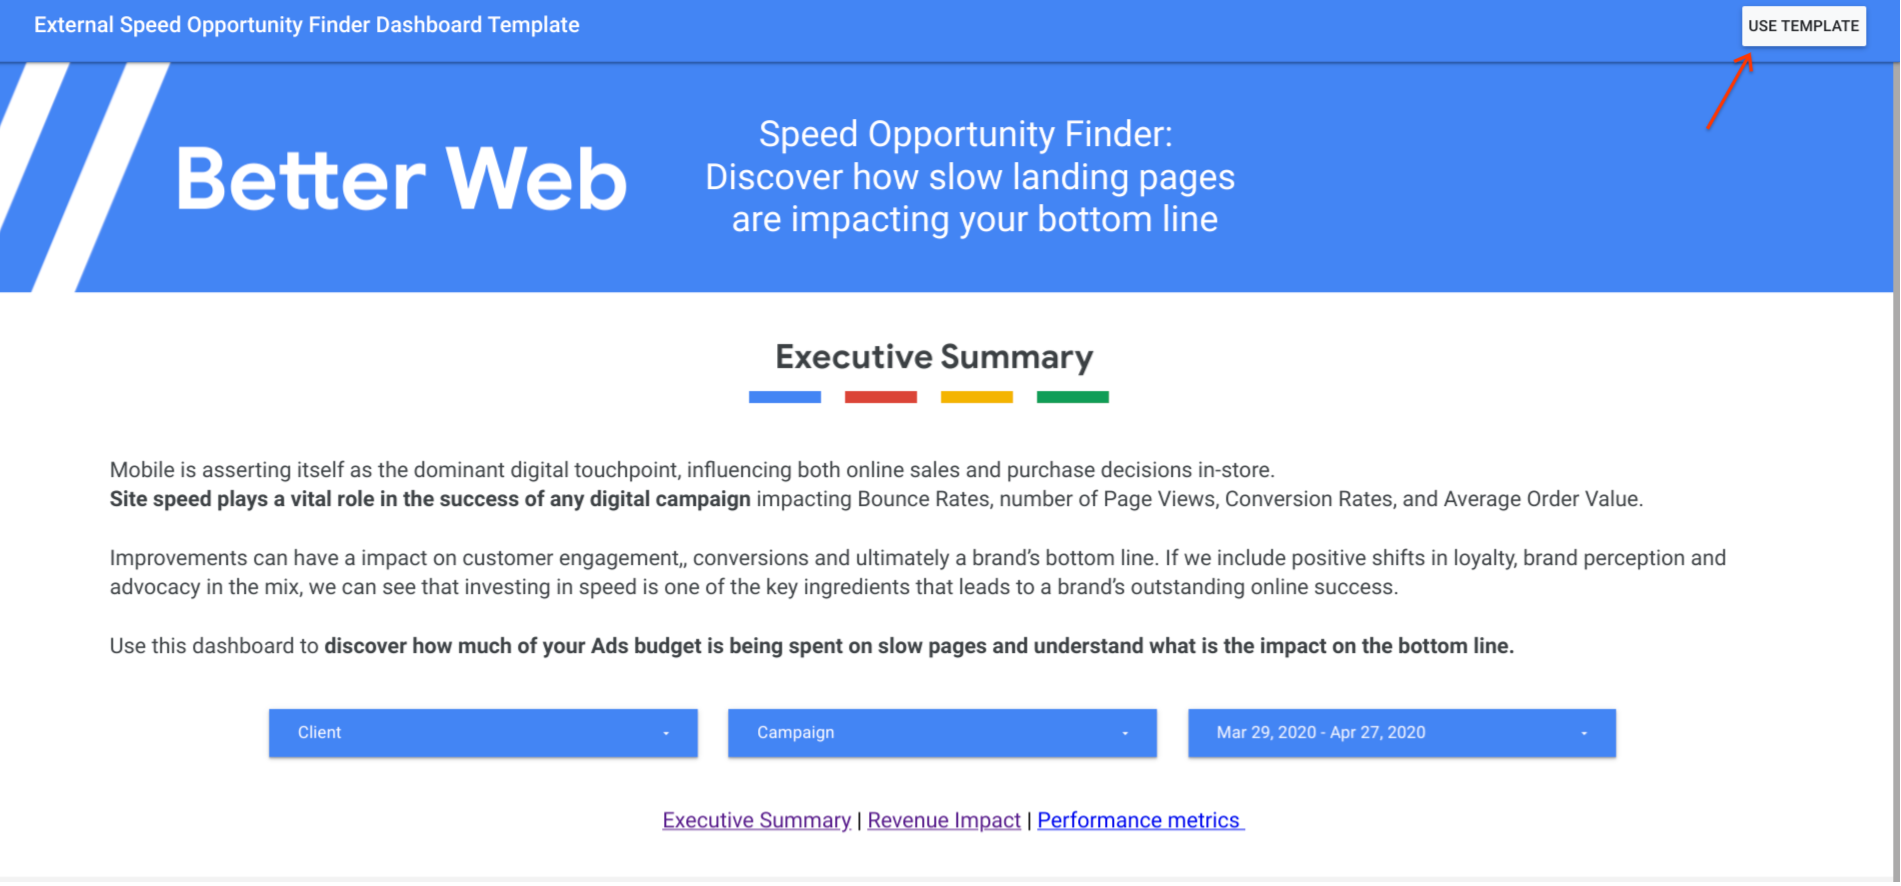 External Speed Opportunity Finder Dashboard Template
USE TEMPLATE
Better Web
Speed Opportunity Finder:
Discover how slow landing pages
are impacting your bottom line
Executive Summary
Mobile is asserting itself as the dominant digital touchpoint, influencing both online sales and purchase decisions in-store.
Site speed plays a vital role in the success of any digital campaign impacting Bounce Rates, number of Page Views, Conversion Rates, and Average Order Value.
Improvements can have a impact on customer engagement,, conversions and ultimately a brand's bottom line. If we include positive shifts in loyalty, brand perception and
advocacy in the mix, we can see that investing in speed is one of the key ingredients that leads to a brand's outstanding online success.
Use this dashboard to discover how much of your Ads budget is being spent on slow pages and understand what is the impact on the bottom line.
Client
Campaign
Mar 29, 2020 - Apr 27, 2020
Executive Summary | Revenue Impact | Performance metrics